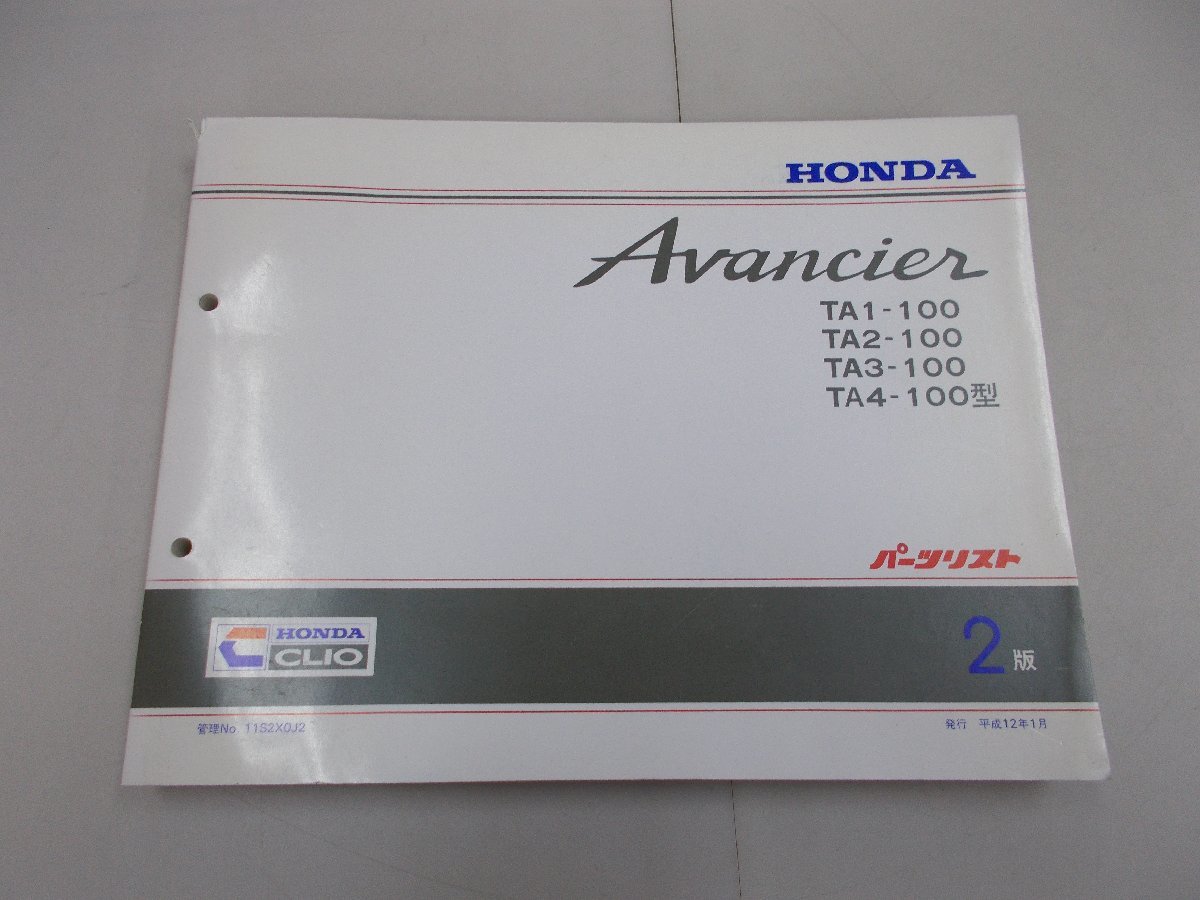 HONDA
Avancier
TA1-100
TA2-100
TA3-100
TA4-100型
パーツリスト
HONDA
CLIO
2版
管理No. 11S2X0J2
発行 平成12年1月